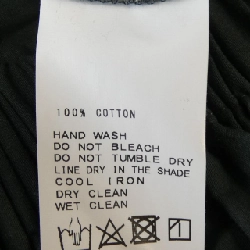 100% COTTON
HAND WASH
DO NOT BLEACH
DO NOT TUMBLE DRY
LINE DRY IN THE SHADE
COOL IRON
DRY CLEAN
WET CLEAN